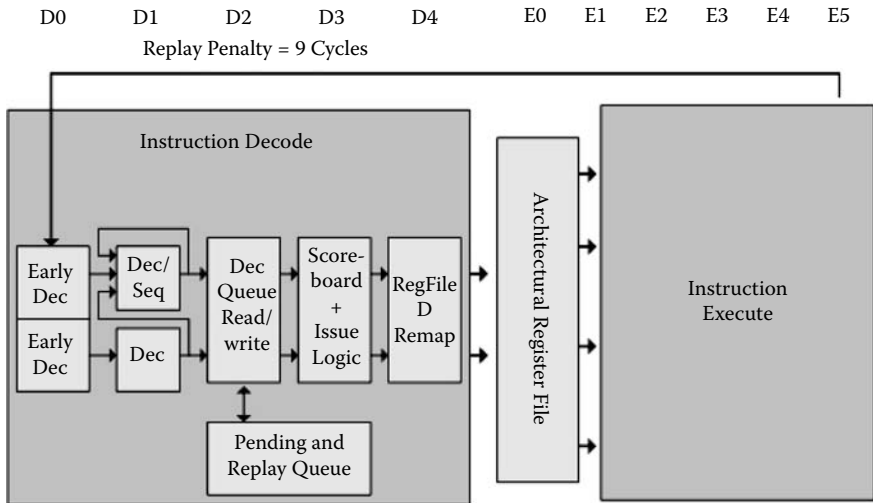 D0 D1 D2 D3 D4 E0 E1 E2 E3 E4 E5
Replay Penalty = 9 Cycles
Instruction Decode
Early
Dec
Early
Dec
Dec/
Seq
Dec
Dec
Queue
Read/
write
Score-
board
+
Issue
Logic
RegFile
D
Remap
Pending and
Replay Queue
Architectural Register File
Instruction
Execute